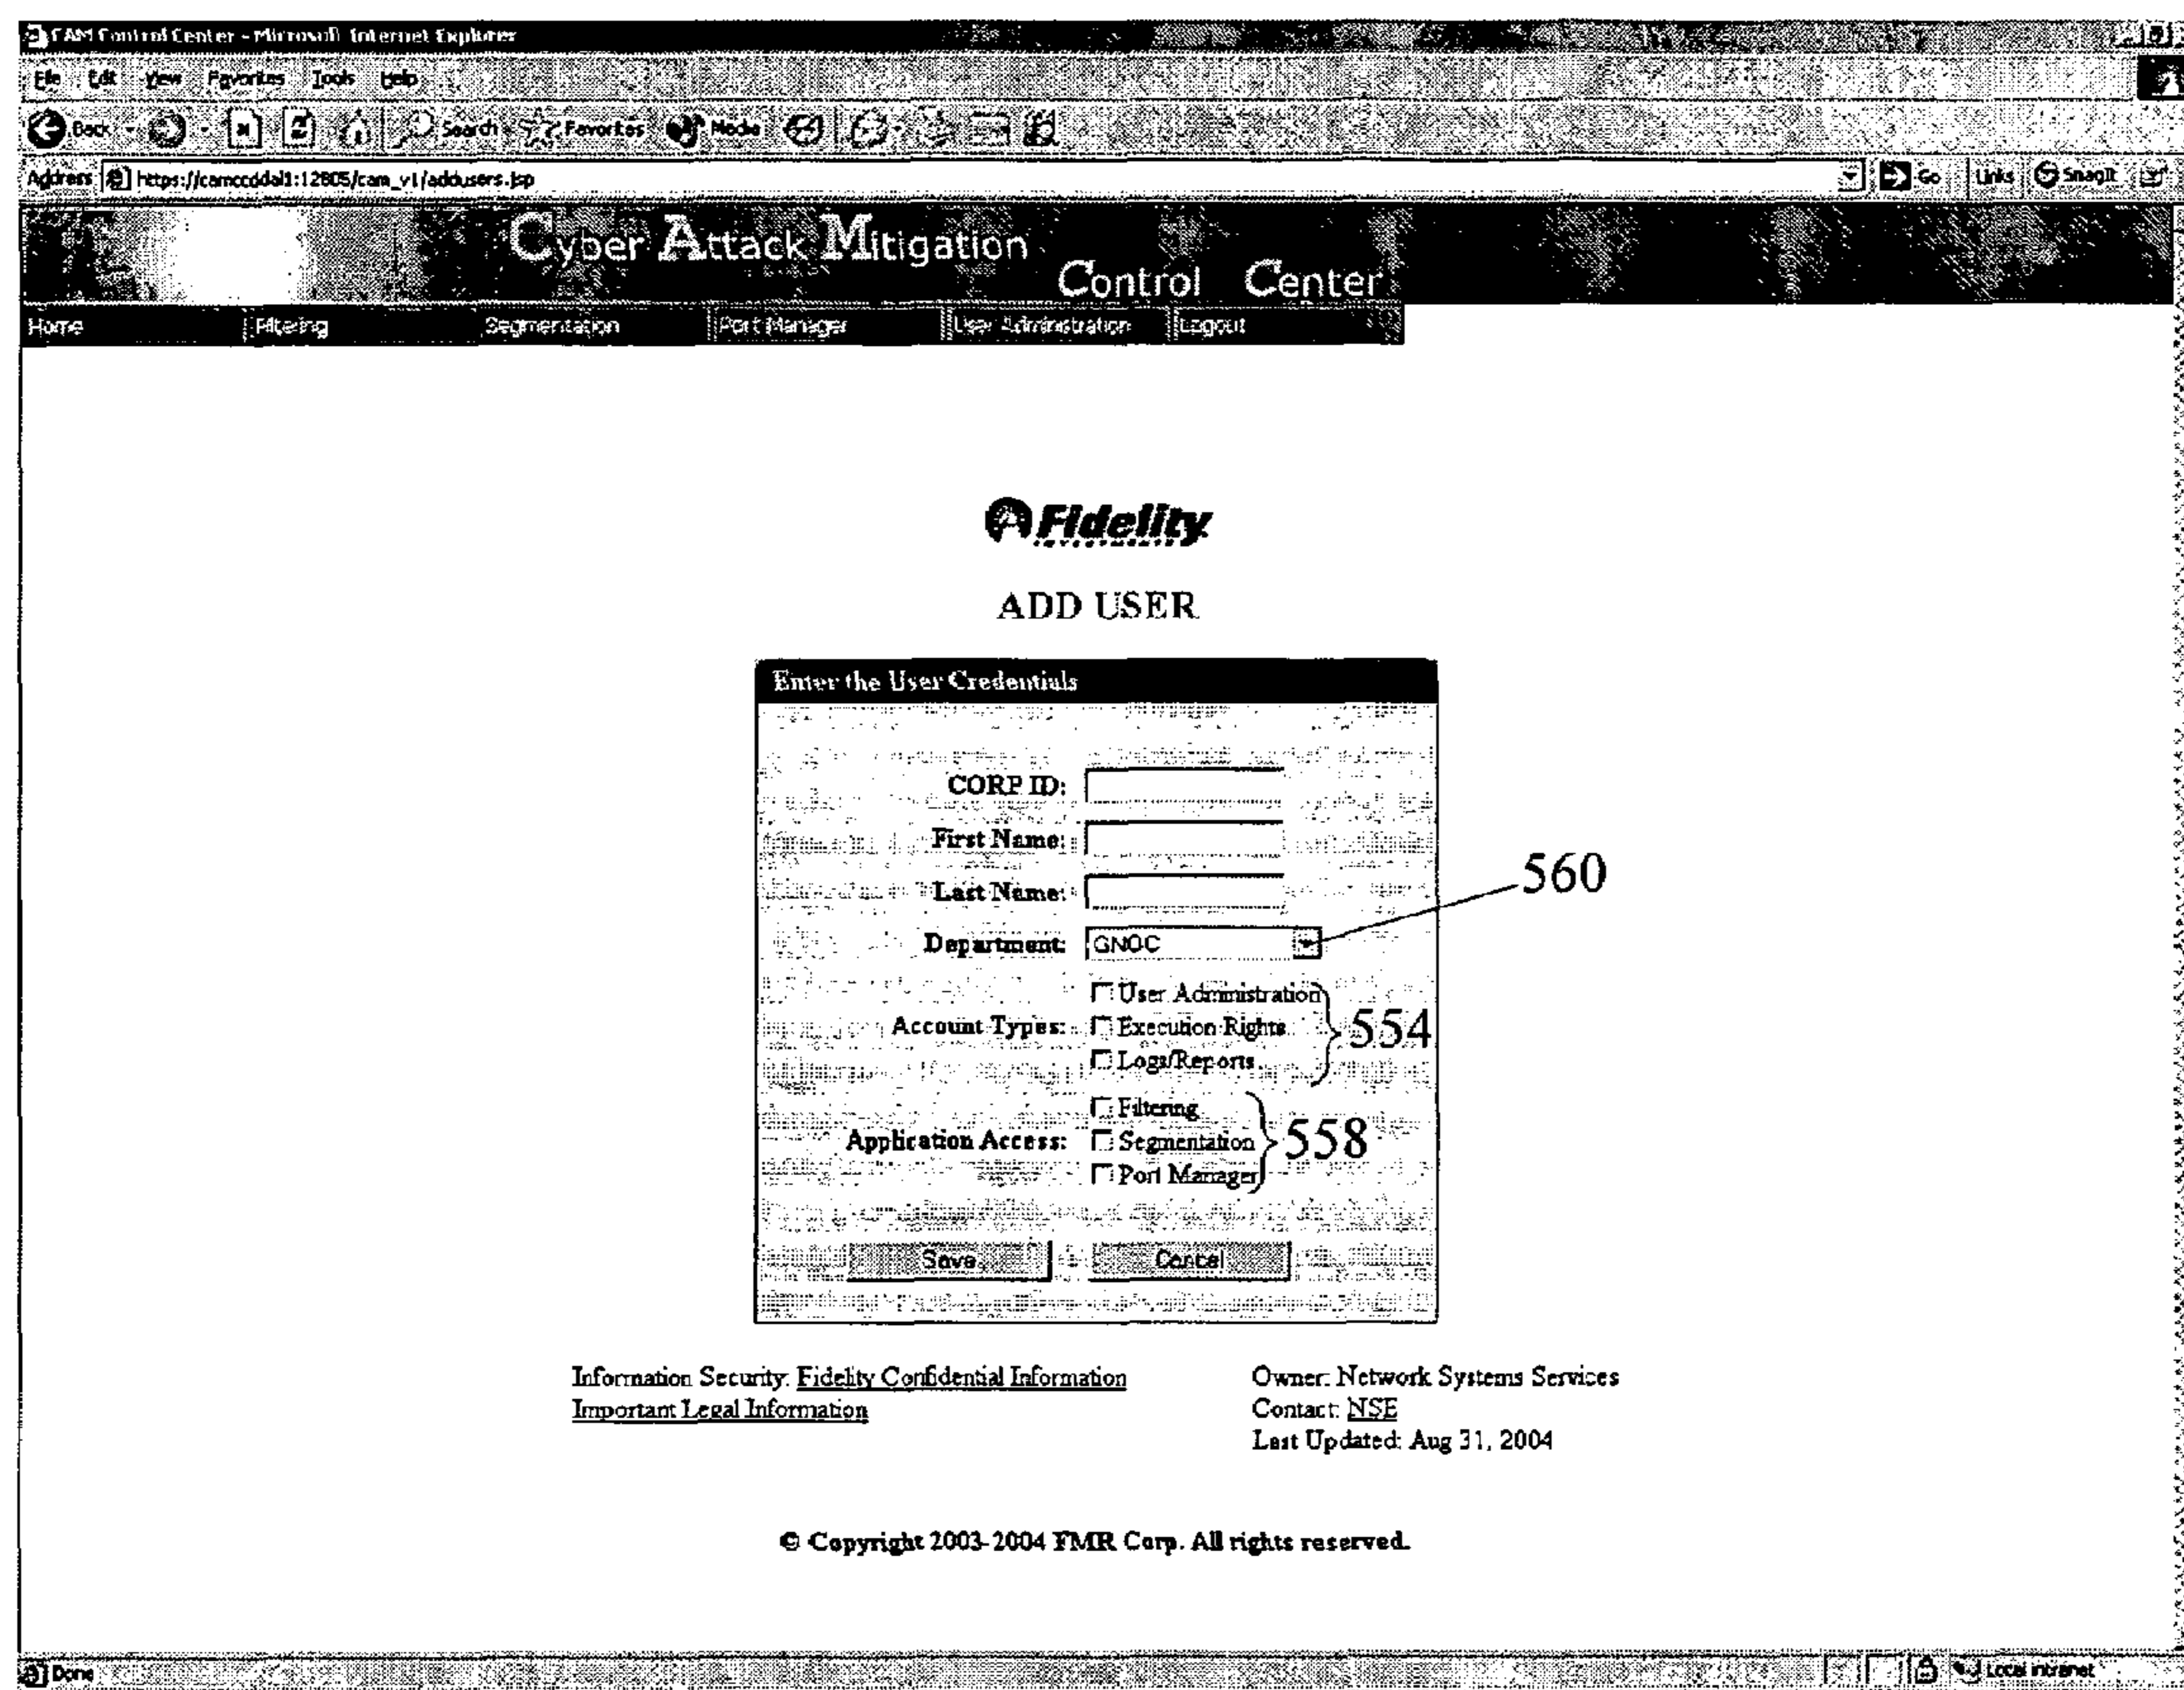 CAM Control Center - Microsoft Internet Explorer
File Edit View Favorites Tools Help
Back Search Favorites Media
Address https://camccddal1:12805/cam_v1/addusers.jsp Go Links SnagIt
Cyber Attack Mitigation
Control Center
Home Filtering Segmentation Port Manager User Administration Logout
Fidelity
INVESTMENTS
ADD USER
Enter the User Credentials
CORP ID:
First Name:
Last Name:
560
Department: GNOC
User Administration
Account Types: Execution Rights 554
Logs/Reports
Filtering
Application Access: Segmentation 558
Port Manager
Save Cancel
Information Security: Fidelity Confidential Information
Important Legal Information
Owner: Network Systems Services
Contact: NSE
Last Updated: Aug 31, 2004
© Copyright 2003-2004 FMR Corp. All rights reserved.
Done Local intranet